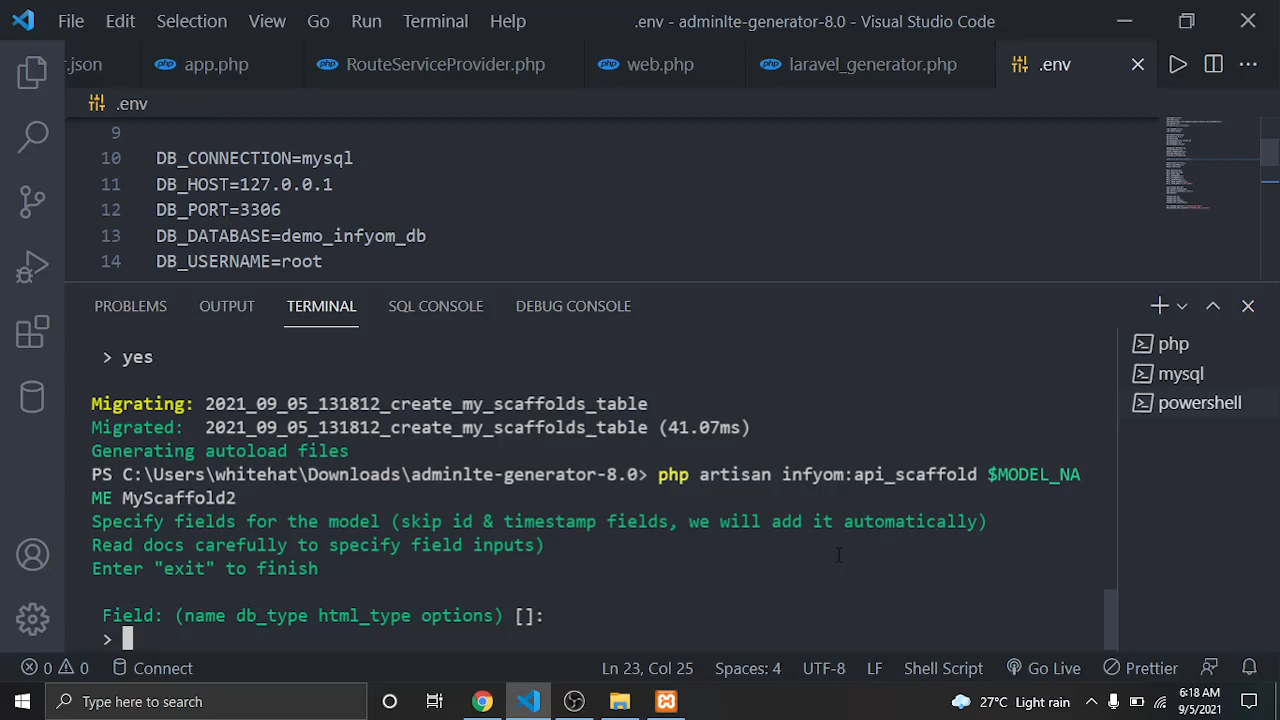 File Edit Selection View Go Run Terminal Help .env - adminlte-generator-8.0 - Visual Studio Code
r.json php app.php php RouteServiceProvider.php php web.php php laravel_generator.php .env
.env
9
10 DB_CONNECTION=mysql
11 DB_HOST=127.0.0.1
12 DB_PORT=3306
13 DB_DATABASE=demo_infyom_db
14 DB_USERNAME=root
PROBLEMS OUTPUT TERMINAL SQL CONSOLE DEBUG CONSOLE
php
mysql
powershell
> yes
Migrating: 2021_09_05_131812_create_my_scaffolds_table
Migrated: 2021_09_05_131812_create_my_scaffolds_table (41.07ms)
Generating autoload files
PS C:\Users\whitehat\Downloads\adminlte-generator-8.0> php artisan infyom:api_scaffold $MODEL_NA
ME MyScaffold2
Specify fields for the model (skip id & timestamp fields, we will add it automatically)
Read docs carefully to specify field inputs)
Enter "exit" to finish
Field: (name db_type html_type options) []:
>
0 0 Connect Ln 23, Col 25 Spaces: 4 UTF-8 LF Shell Script Go Live Prettier
Type here to search 27°C Light rain 6:18 AM
9/5/2021